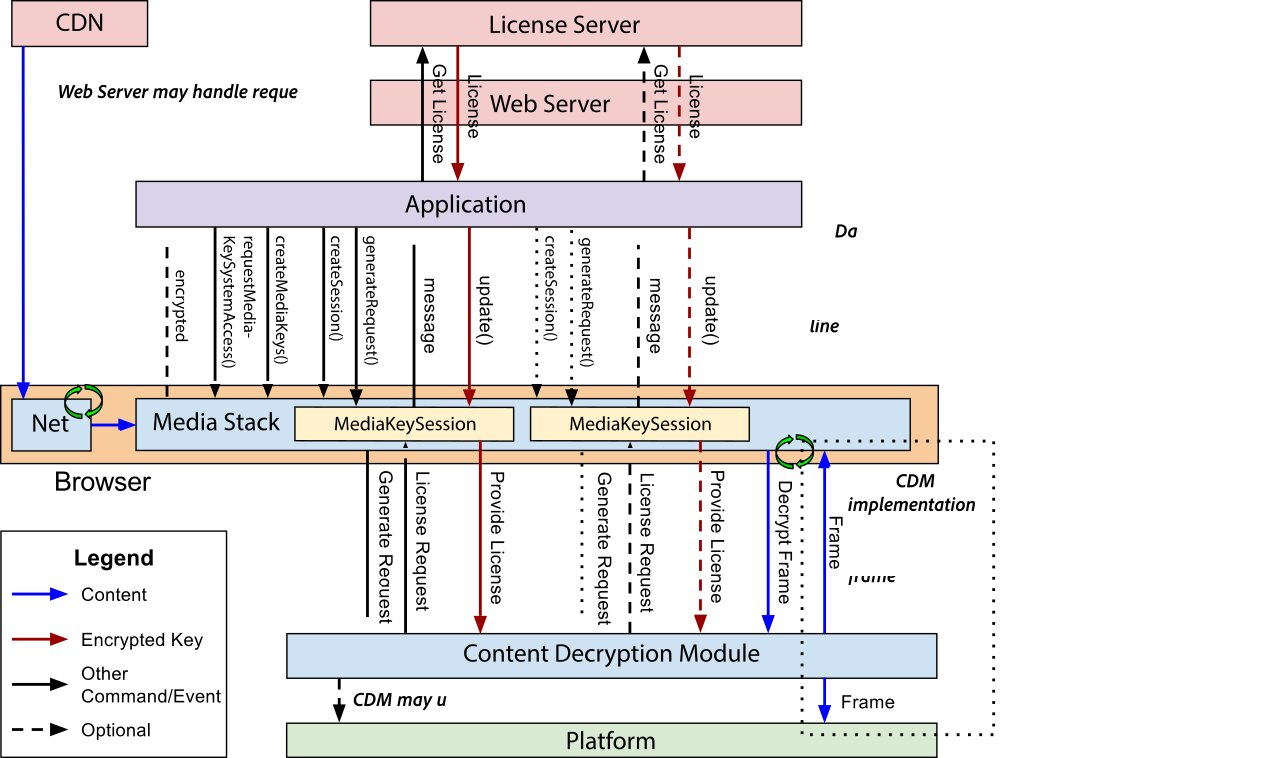 CDN
License Server
Web Server may handle reque
Get License
License
Get License
License
Web Server
Application
Da
encrypted
requestMedia-
KeySystemAccess()
createMediaKeys()
createSession()
generateRequest()
message
update()
createSession()
generateRequest()
message
update()
line
Net
Media Stack
MediaKeySession
MediaKeySession
Browser
CDM
implementation
Generate Request
License Request
Provide License
Generate Request
License Request
Provide License
Decrypt Frame
Frame
Legend
Content
Encrypted Key
Other
Command/Event
Optional
Content Decryption Module
CDM may u
Frame
Platform